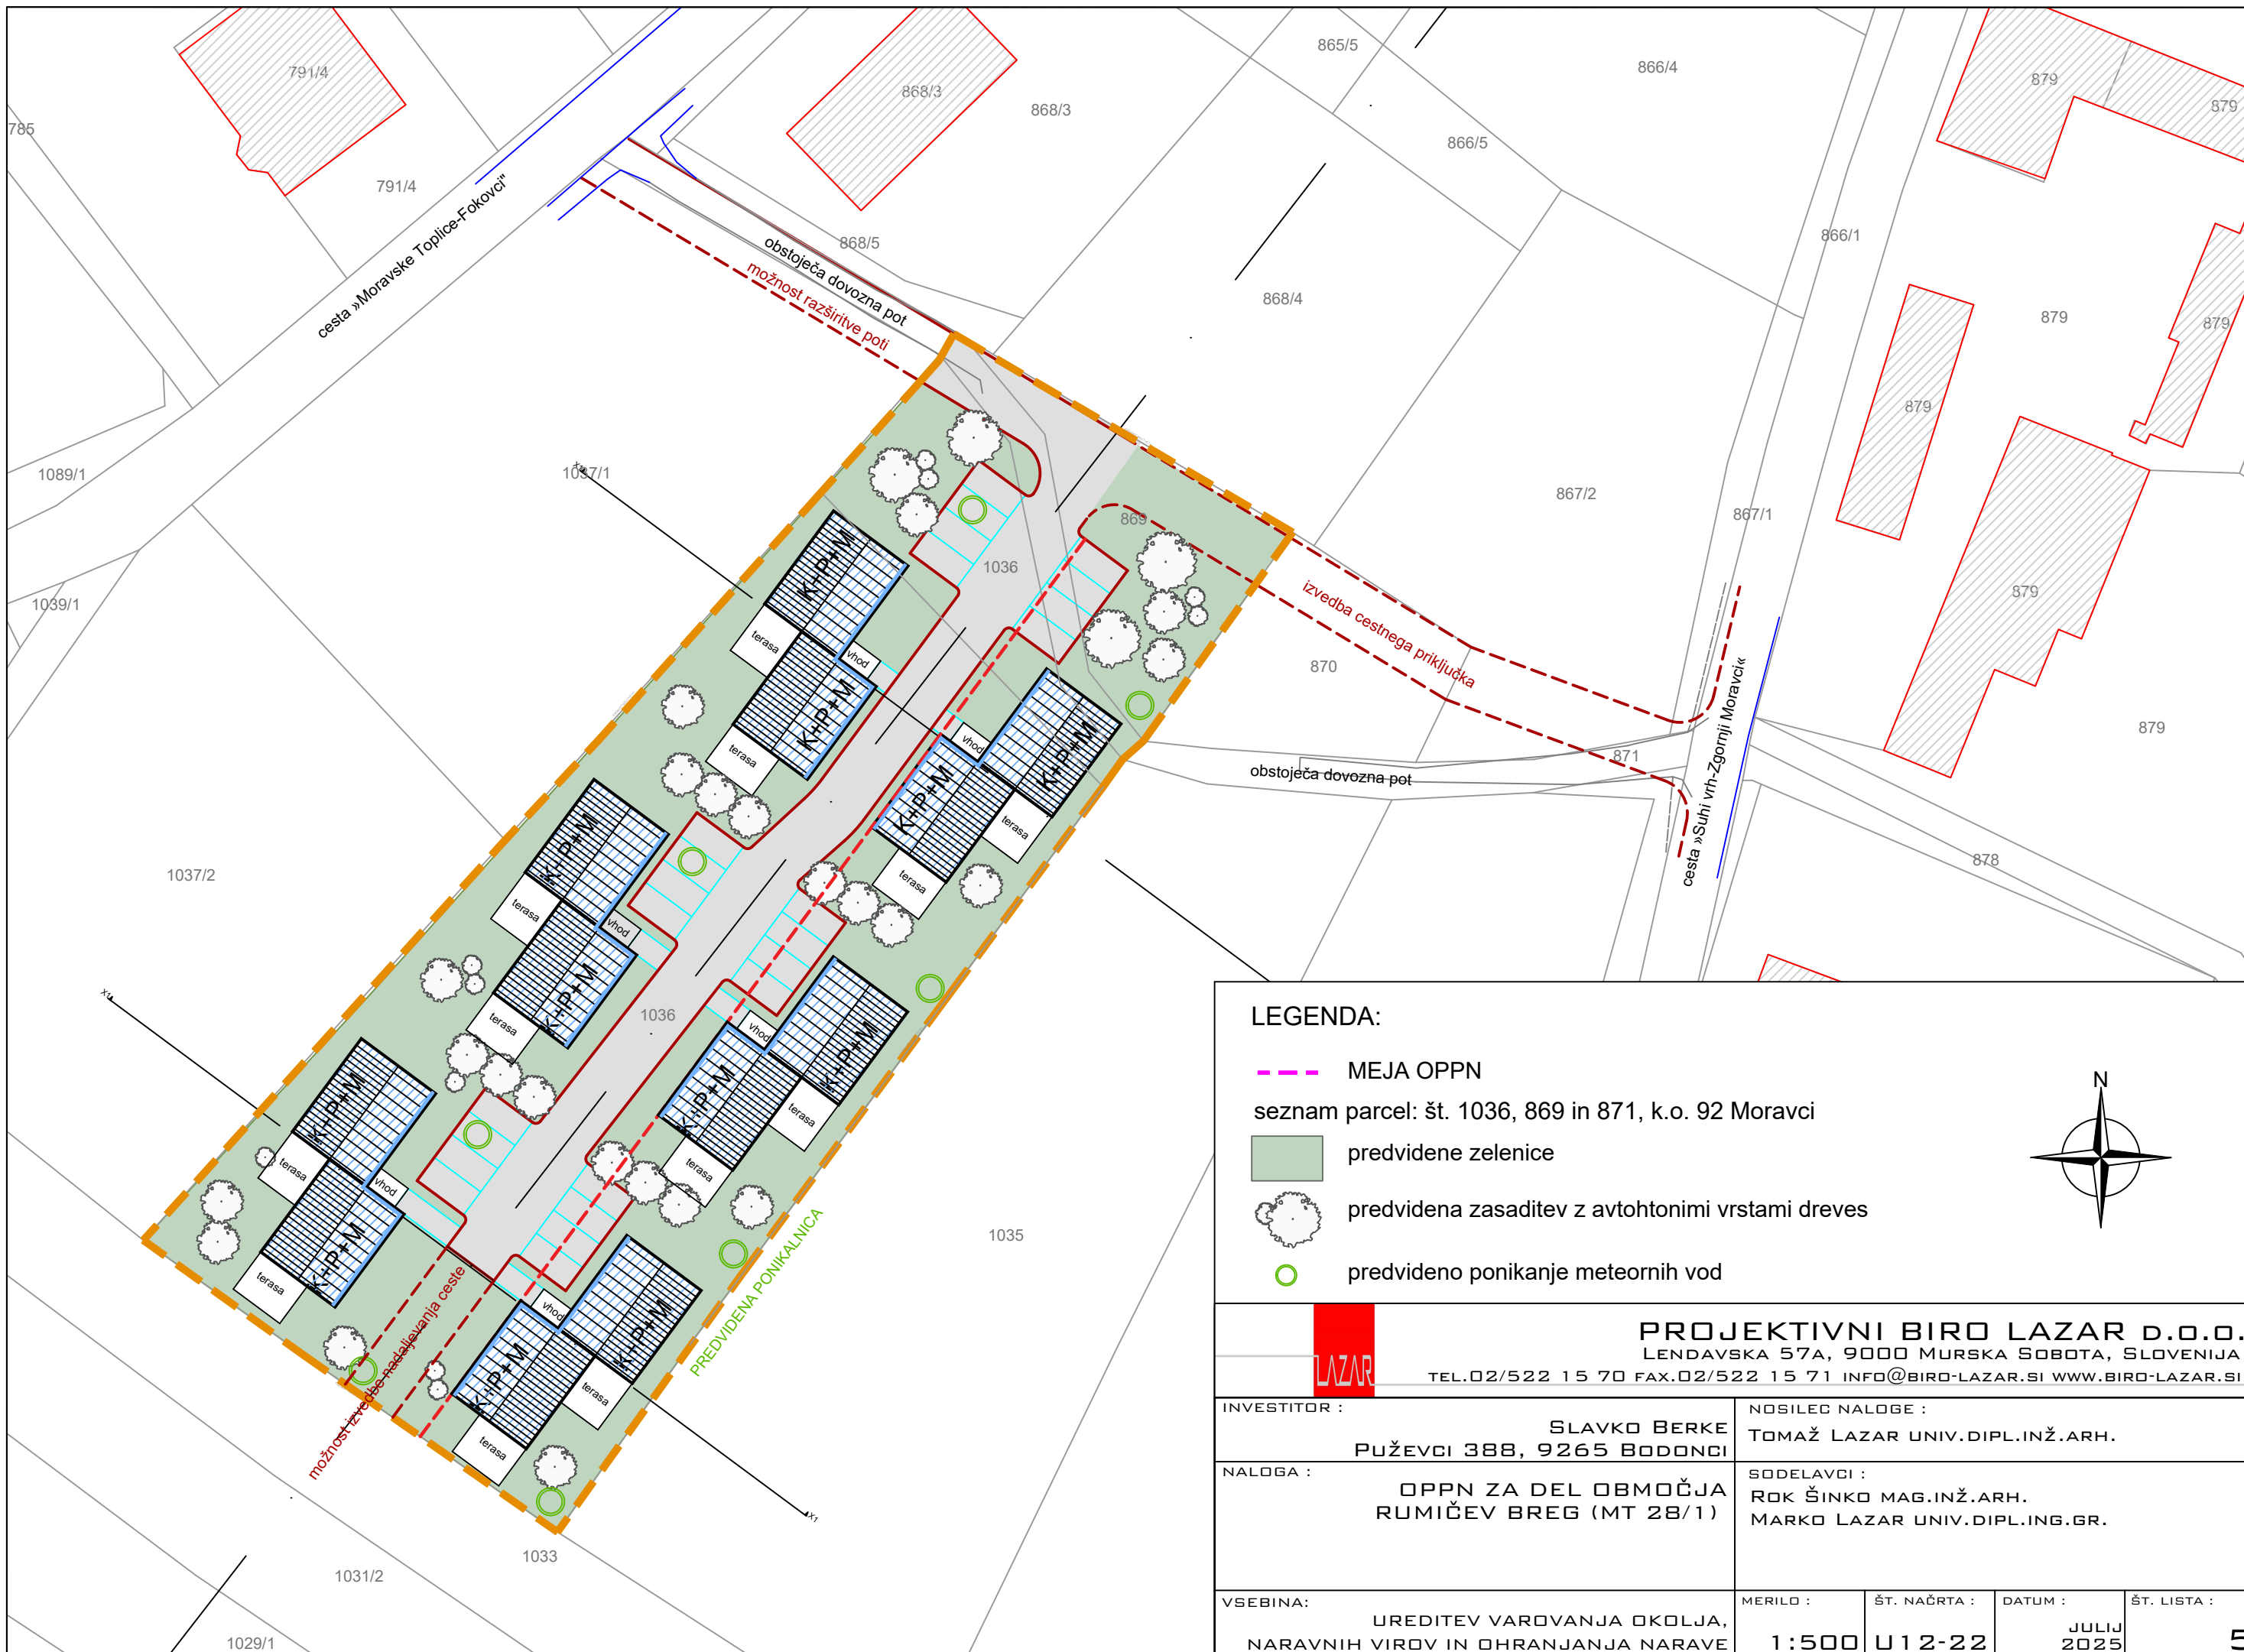 865/5
866/4
791/4
868/3
868/3
879
879
785
866/5
791/4
cesta »Moravske Toplice-Fokovci"
868/5
obstoječa dovozna pot
možnost razširitve poti
866/1
868/4
879
879
879
1089/1
1037/1
867/2
867/1
869
1036
1039/1
879
K+P+M
terasa
vhod
K+P+M
terasa
izvedba cestnega priključka
870
871
obstoječa dovozna pot
cesta »Suhi vrh-Zgornji Moravci«
879
878
vhod
K+P+M
K+P+M
terasa
terasa
1037/2
K+P+M
terasa
vhod
K+P+M
terasa
1036
vhod
K+P+M
K+P+M
terasa
terasa
X1
K+P+M
terasa
vhod
K+P+M
terasa
1035
PREDVIDENA PONIKALNICA
možnost izvedbe nadaljevanja ceste
vhod
K+P+M
K+P+M
terasa
terasa
X1
1033
1031/2
1029/1
LEGENDA:
MEJA OPPN
seznam parcel: št. 1036, 869 in 871, k.o. 92 Moravci
predvidene zelenice
predvidena zasaditev z avtohtonimi vrstami dreves
predvideno ponikanje meteornih vod
N
LAZAR
PROJEKTIVNI BIRO LAZAR D.O.O.
LENDAVSKA 57A, 9000 MURSKA SOBOTA, SLOVENIJA
TEL.02/522 15 70 FAX.02/522 15 71 INFO@BIRO-LAZAR.SI WWW.BIRO-LAZAR.SI
INVESTITOR :
SLAVKO BERKE
PUŽEVCI 388, 9265 BODONCI
NOSILEC NALOGE :
TOMAŽ LAZAR UNIV.DIPL.INŽ.ARH.
NALOGA :
OPPN ZA DEL OBMOČJA
RUMIČEV BREG (MT 28/1)
SODELAVCI :
ROK ŠINKO MAG.INŽ.ARH.
MARKO LAZAR UNIV.DIPL.ING.GR.
VSEBINA:
UREDITEV VAROVANJA OKOLJA,
NARAVNIH VIROV IN OHRANJANJA NARAVE
MERILO :
1:500
ŠT. NAČRTA :
U12-22
DATUM :
JULIJ
2025
ŠT. LISTA :
5